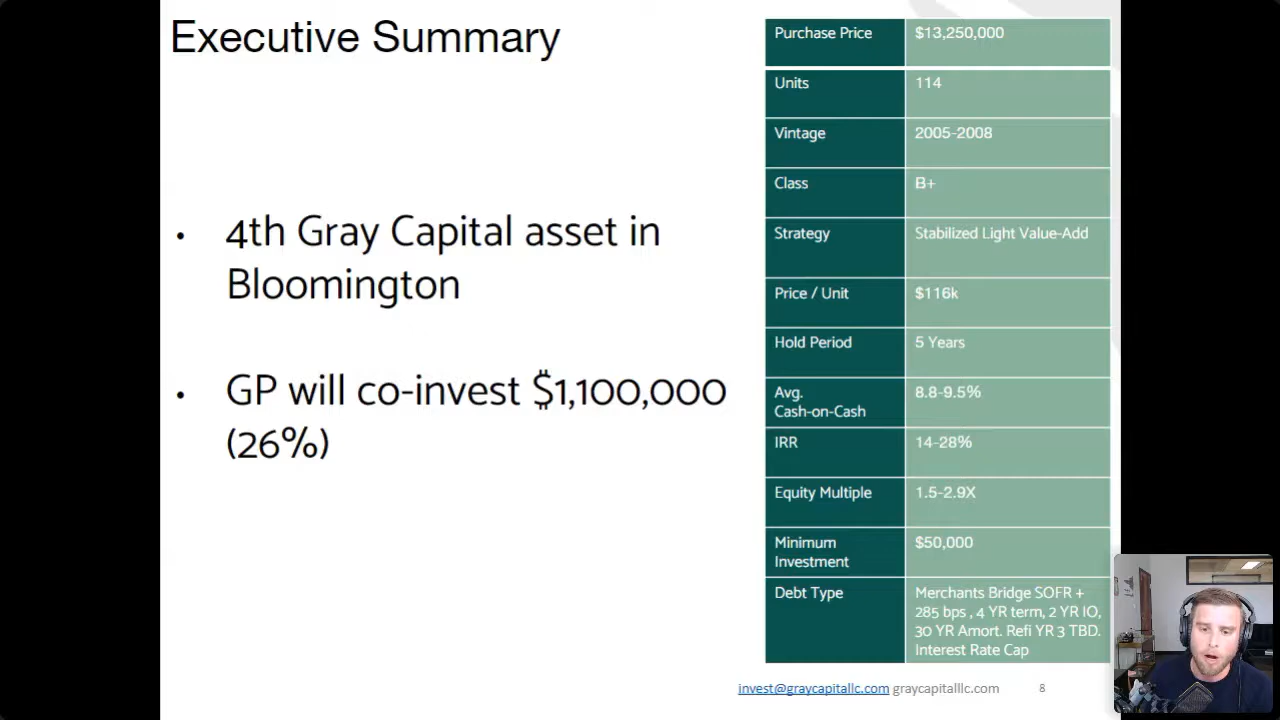 Executive Summary
4th Gray Capital asset in
Bloomington
GP will co-invest $1,100,000
(26%)
Purchase Price $13,250,000
Units 114
Vintage 2005-2008
Class B+
Strategy Stabilized Light Value-Add
Price / Unit $116k
Hold Period 5 Years
Avg.
Cash-on-Cash 8.8-9.5%
IRR 14-28%
Equity Multiple 1.5-2.9X
Minimum
Investment $50,000
Debt Type Merchants Bridge SOFR +
285 bps , 4 YR term, 2 YR IO,
30 YR Amort. Refi YR 3 TBD.
Interest Rate Cap
invest@graycapitallc.com graycapitalllc.com 8